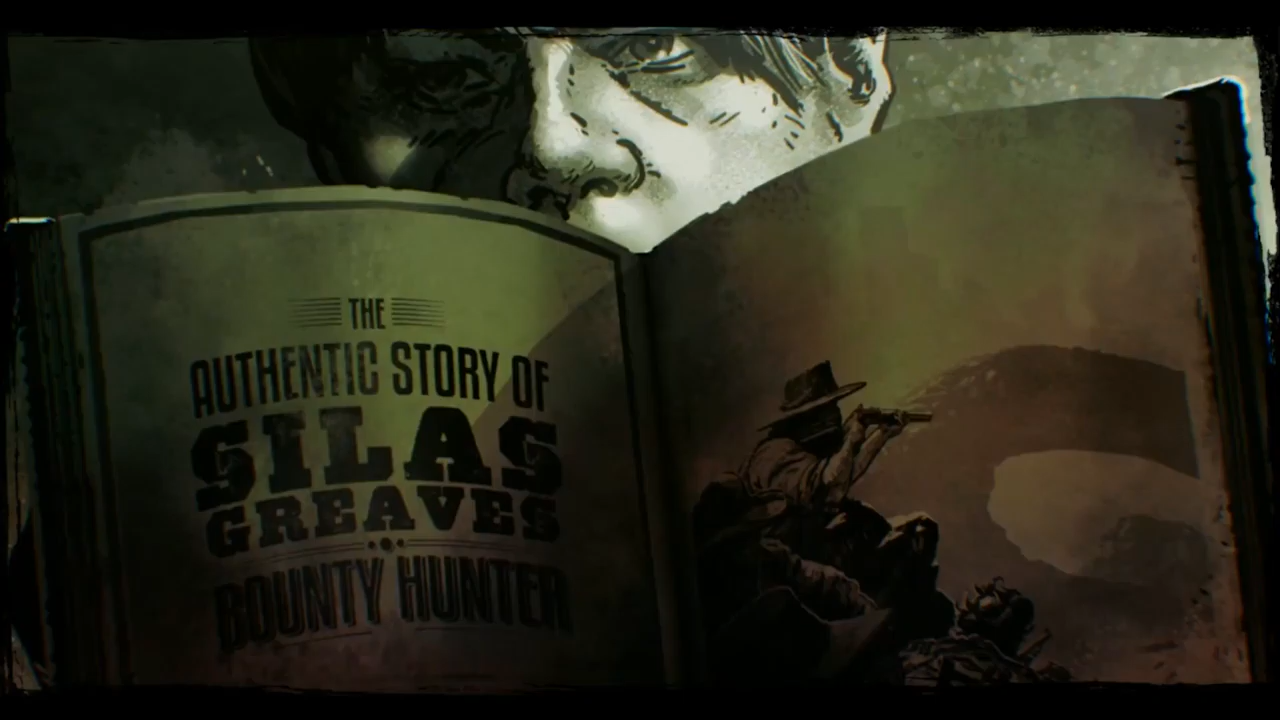 THE
AUTHENTIC STORY OF
SILAS
GREAVES
BOUNTY HUNTER